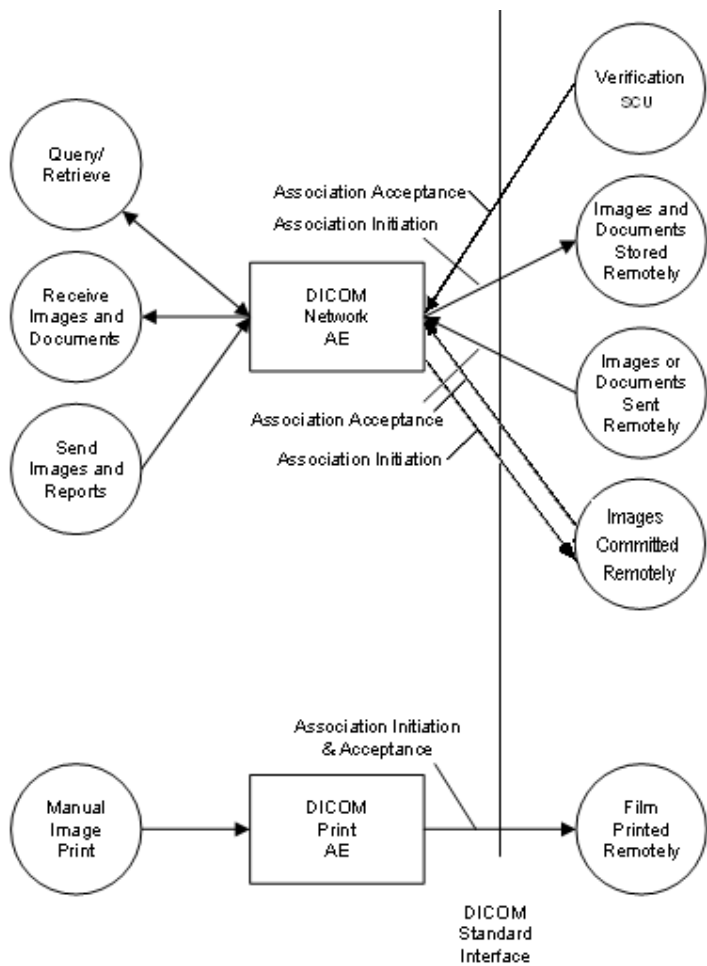 Verification
SCU
Query/
Retrieve
Association Acceptance
Association Initiation
Images and
Documents
Stored
Remotely
Receive
Images and
Documents
DICOM
Network
AE
Images or
Documents
Sent
Remotely
Association Acceptance
Association Initiation
Send
Images and
Reports
Images
Committed
Remotely
Association Initiation
& Acceptance
Manual
Image
Print
DICOM
Print
AE
Film
Printed
Remotely
DICOM
Standard
Interface